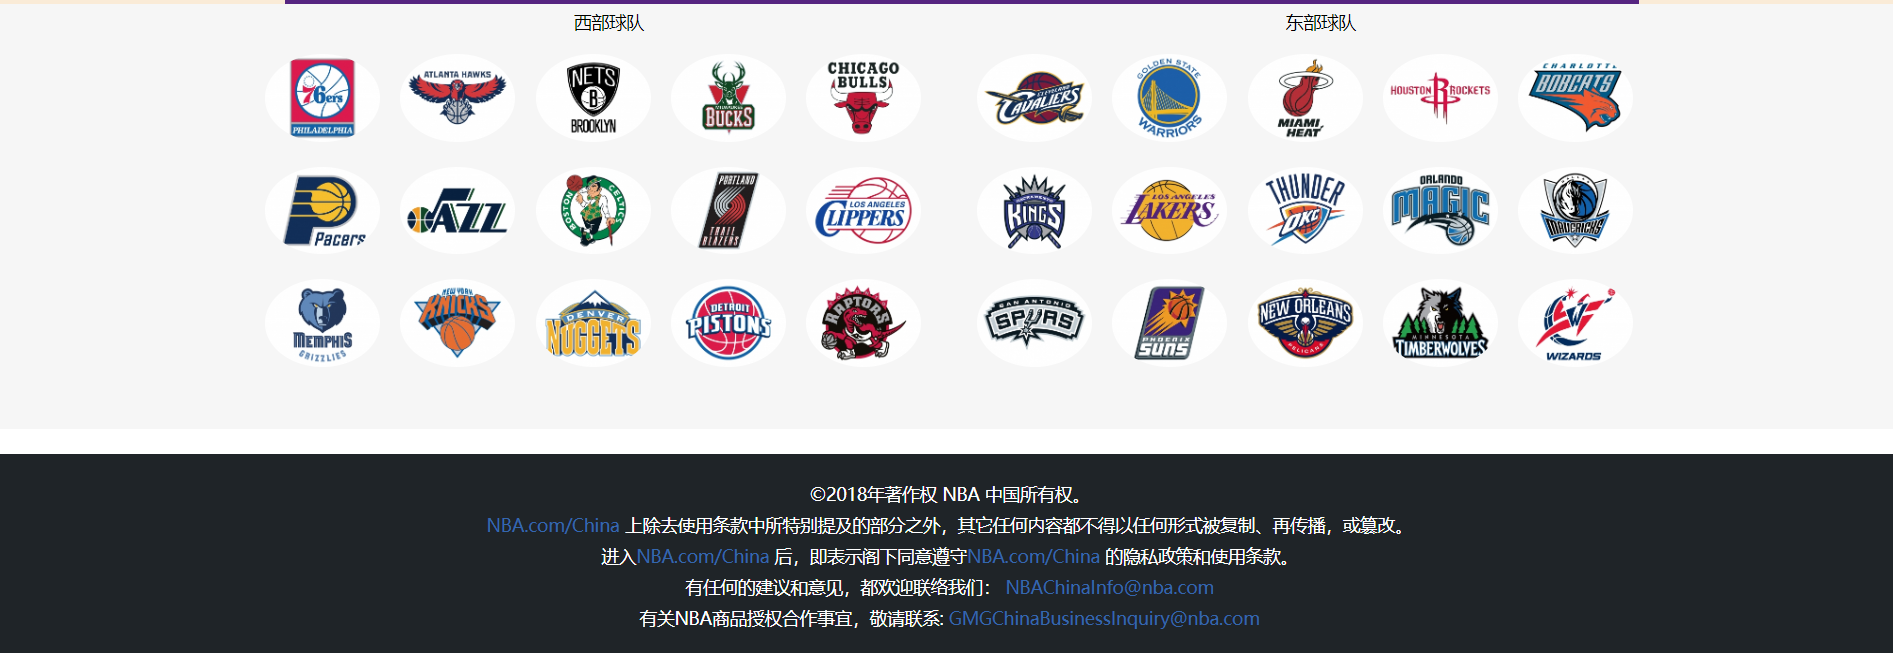 西部球队
东部球队
76ers
PHILADELPHIA
ATLANTA HAWKS
NETS
B
BROOKLYN
MILWAUKEE
BUCKS
CHICAGO
BULLS
CLEVELAND
CAVALIERS
GOLDEN STATE
WARRIORS
MIAMI
HEAT
HOUSTON ROCKETS
CHARLOTTE
BOBCATS
Pacers
JAZZ
BOSTON CELTICS
PORTLAND
TRAIL
BLAZERS
LOS ANGELES
CLIPPERS
SACRAMENTO
KINGS
LOS ANGELES
LAKERS
THUNDER
OKC
ORLANDO
MAGIC
MAVERICKS
MEMPHIS
GRIZZLIES
NEW YORK
KNICKS
DENVER
NUGGETS
DETROIT
PISTONS
RAPTORS
SAN ANTONIO
SPURS
PHOENIX
SUNS
NEW ORLEANS
PELICANS
MINNESOTA
TIMBERWOLVES
WIZARDS
©2018年著作权 NBA 中国所有权。
NBA.com/China 上除去使用条款中所特别提及的部分之外，其它任何内容都不得以任何形式被复制、再传播，或篡改。
进入NBA.com/China 后，即表示阁下同意遵守NBA.com/China 的隐私政策和使用条款。
有任何的建议和意见，都欢迎联络我们： NBAChinaInfo@nba.com
有关NBA商品授权合作事宜，敬请联系: GMGChinaBusinessInquiry@nba.com